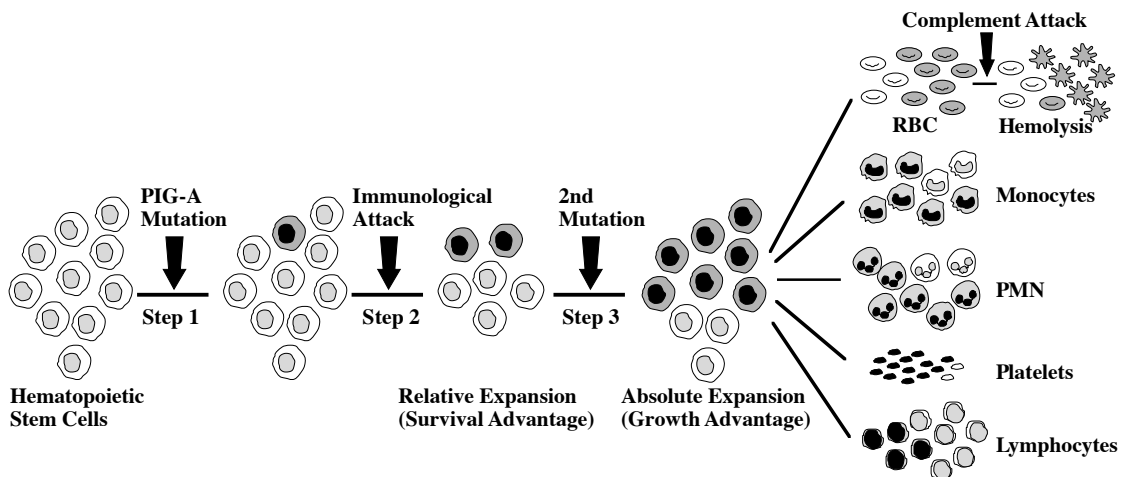 Complement Attack
RBC
Hemolysis
PIG-A
Mutation
Immunological
Attack
2nd
Mutation
Monocytes
Step 1
Step 2
Step 3
PMN
Platelets
Hematopoietic
Stem Cells
Relative Expansion
(Survival Advantage)
Absolute Expansion
(Growth Advantage)
Lymphocytes